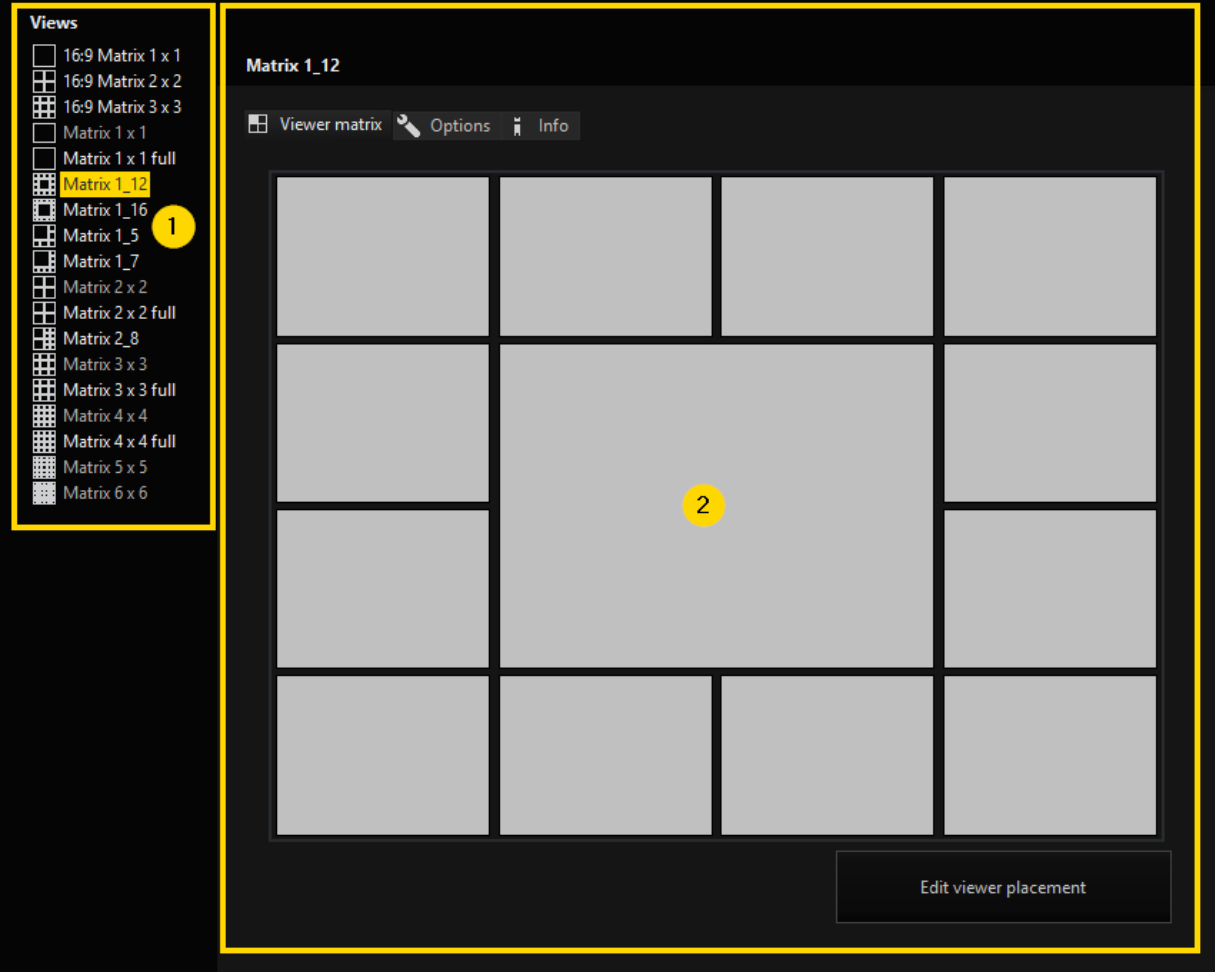 Views
16:9 Matrix 1 x 1
16:9 Matrix 2 x 2
16:9 Matrix 3 x 3
Matrix 1 x 1
Matrix 1 x 1 full
Matrix 1_12
Matrix 1_16
Matrix 1_5
Matrix 1_7
Matrix 2 x 2
Matrix 2 x 2 full
Matrix 2_8
Matrix 3 x 3
Matrix 3 x 3 full
Matrix 4 x 4
Matrix 4 x 4 full
Matrix 5 x 5
Matrix 6 x 6
1
Matrix 1_12
Viewer matrix Options Info
2
Edit viewer placement